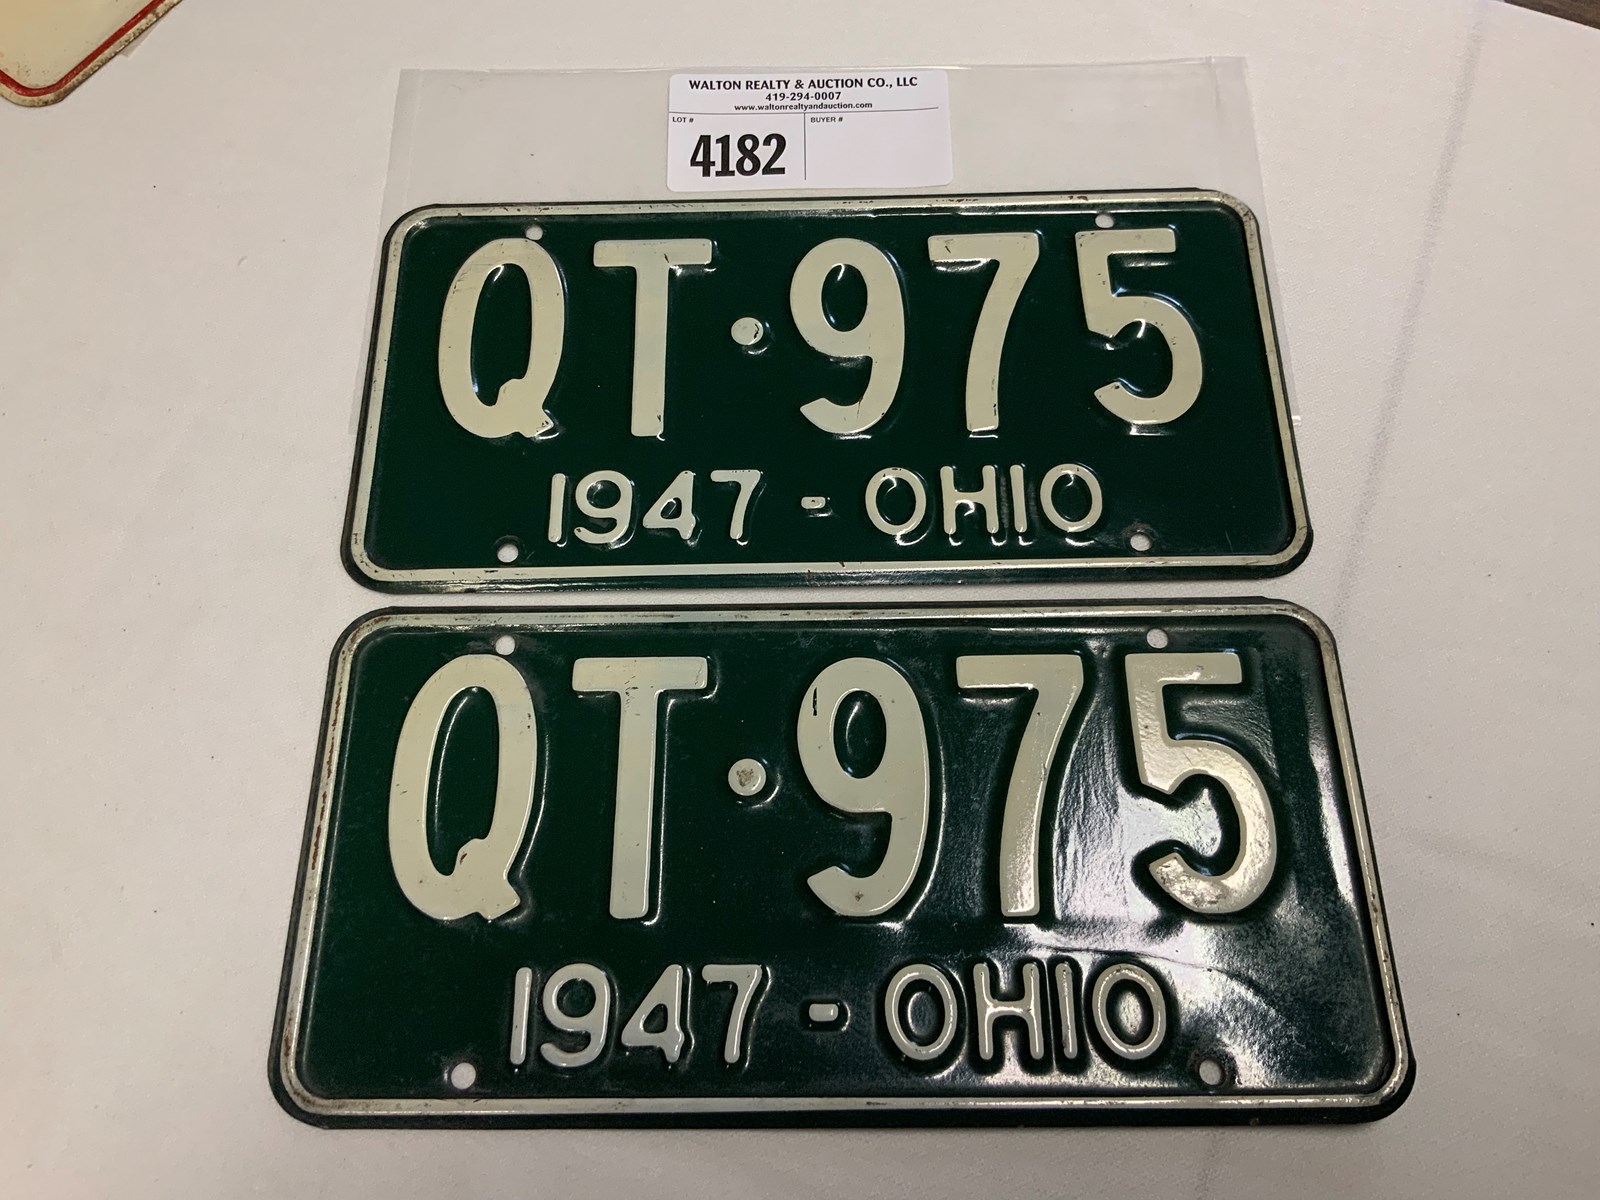 WALTON REALTY & AUCTION CO., LLC
419-294-0007
www.waltonrealtyandauction.com
LOT # BUYER #
4182
QT·975
1947 - OHIO
QT·975
1947 - OHIO